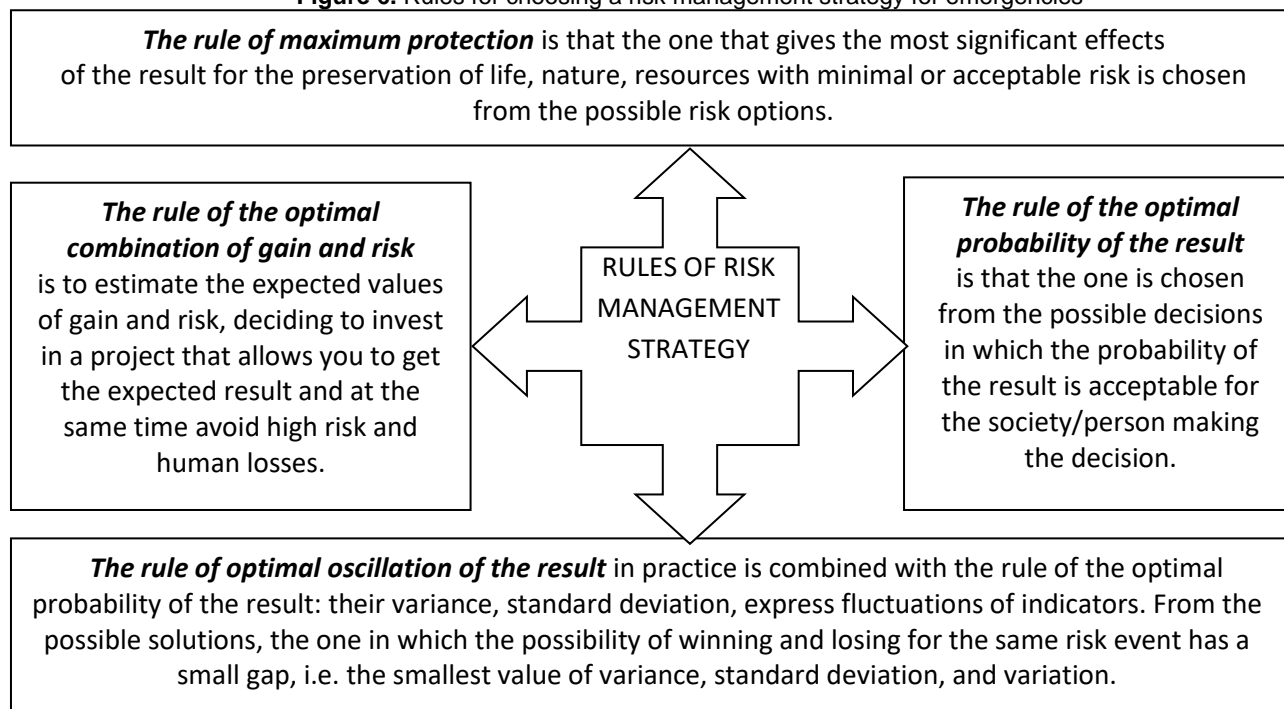 Figure 6. Rules for choosing a risk management strategy for emergencies
The rule of maximum protection is that the one that gives the most significant effects
of the result for the preservation of life, nature, resources with minimal or acceptable risk is chosen
from the possible risk options.
The rule of the optimal
combination of gain and risk
is to estimate the expected values
of gain and risk, deciding to invest
in a project that allows you to get
the expected result and at the
same time avoid high risk and
human losses.
RULES OF RISK
MANAGEMENT
STRATEGY
The rule of the optimal
probability of the result
is that the one is chosen
from the possible decisions
in which the probability of
the result is acceptable for
the society/person making
the decision.
The rule of optimal oscillation of the result in practice is combined with the rule of the optimal
probability of the result: their variance, standard deviation, express fluctuations of indicators. From the
possible solutions, the one in which the possibility of winning and losing for the same risk event has a
small gap, i.e. the smallest value of variance, standard deviation, and variation.